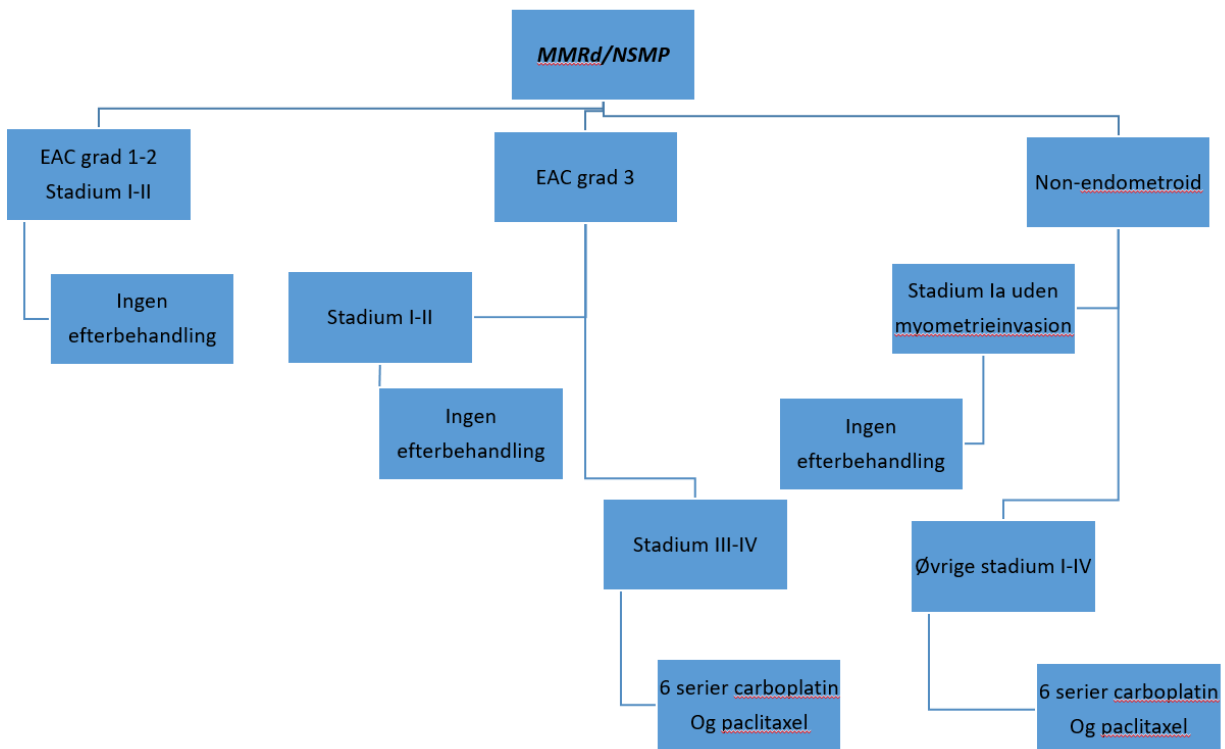 MMRd/NSMP
EAC grad 1-2
Stadium I-II
Ingen
efterbehandling
EAC grad 3
Stadium I-II
Ingen
efterbehandling
Stadium III-IV
6 serier carboplatin
Og paclitaxel
Non-endometroid
Stadium Ia uden
myometrieinvasion
Ingen
efterbehandling
Øvrige stadium I-IV
6 serier carboplatin
Og paclitaxel